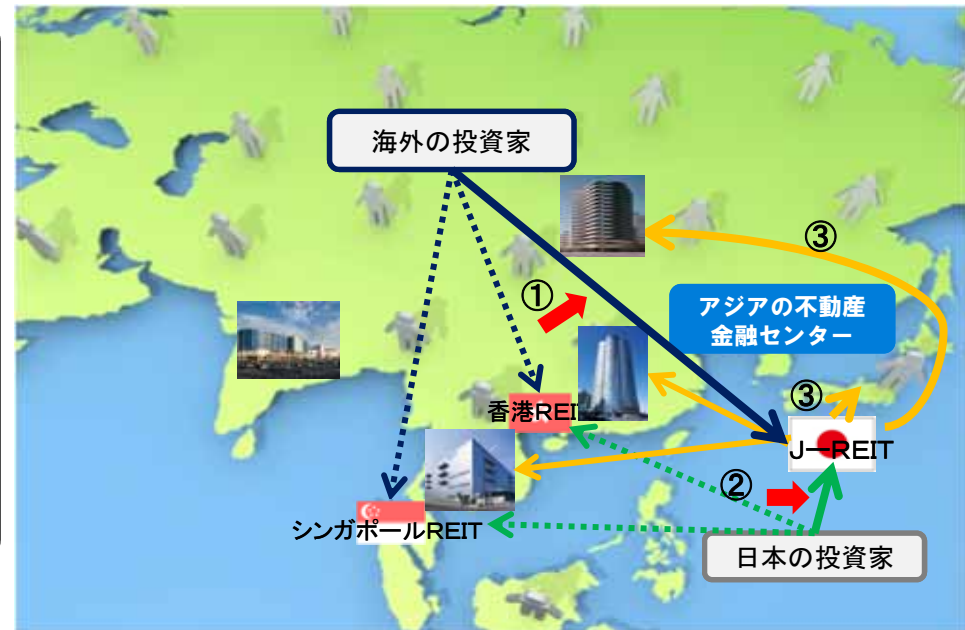 海外の投資家
③
①
アジアの不動産
金融センター
③
香港REI
J-REIT
②
シンガポールREIT
日本の投資家